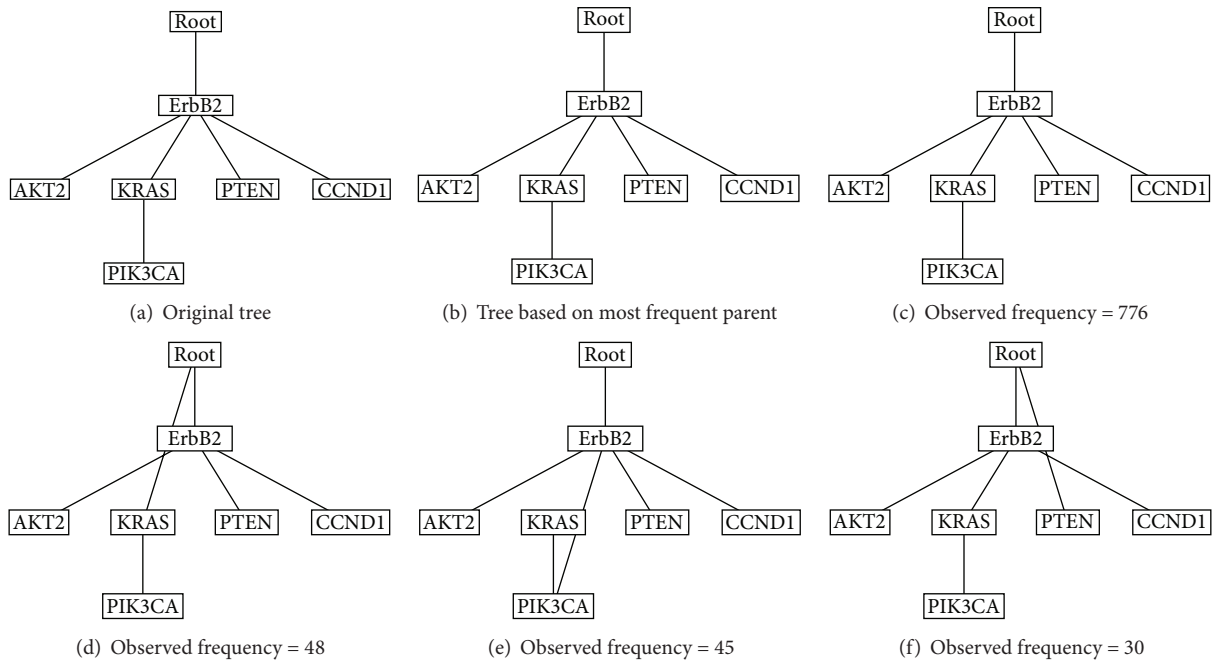 Root
ErbB2
AKT2 KRAS PTEN CCND1
PIK3CA
(a) Original tree
Root
ErbB2
AKT2 KRAS PTEN CCND1
PIK3CA
(b) Tree based on most frequent parent
Root
ErbB2
AKT2 KRAS PTEN CCND1
PIK3CA
(c) Observed frequency = 776
Root
ErbB2
AKT2 KRAS PTEN CCND1
PIK3CA
(d) Observed frequency = 48
Root
ErbB2
AKT2 KRAS PTEN CCND1
PIK3CA
(e) Observed frequency = 45
Root
ErbB2
AKT2 KRAS PTEN CCND1
PIK3CA
(f) Observed frequency = 30